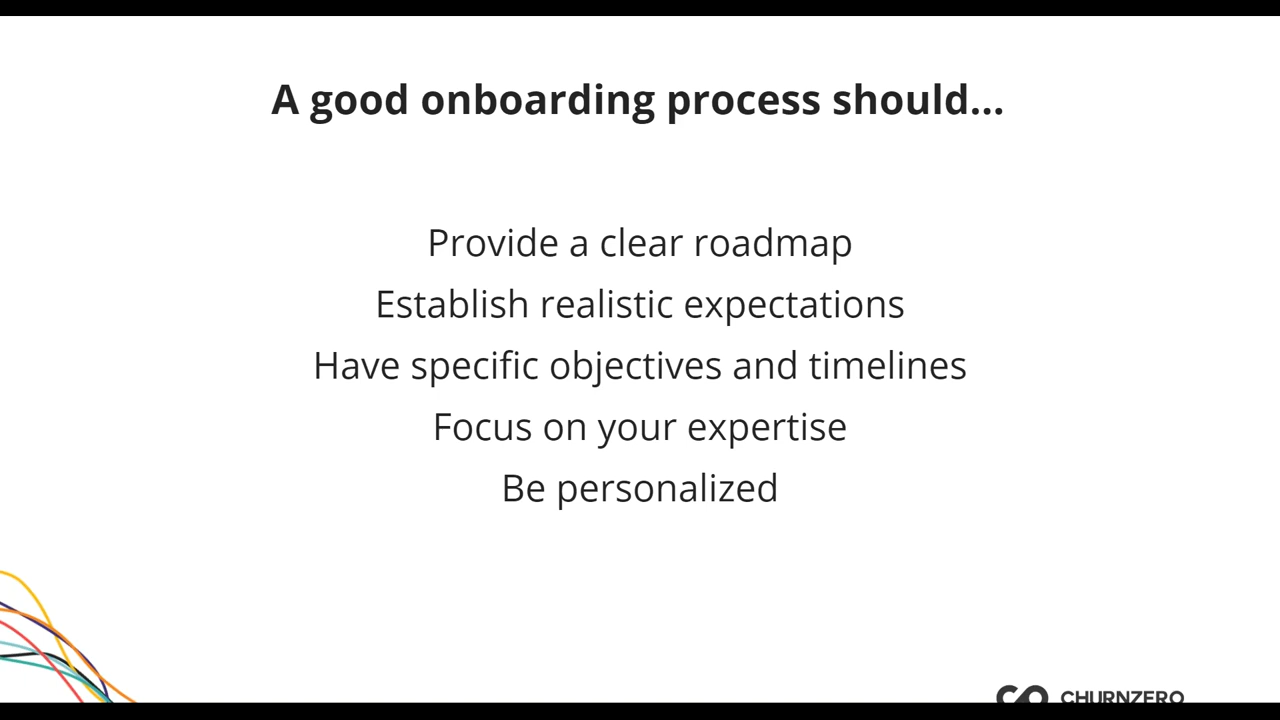 A good onboarding process should...
Provide a clear roadmap
Establish realistic expectations
Have specific objectives and timelines
Focus on your expertise
Be personalized
CHURNZERO